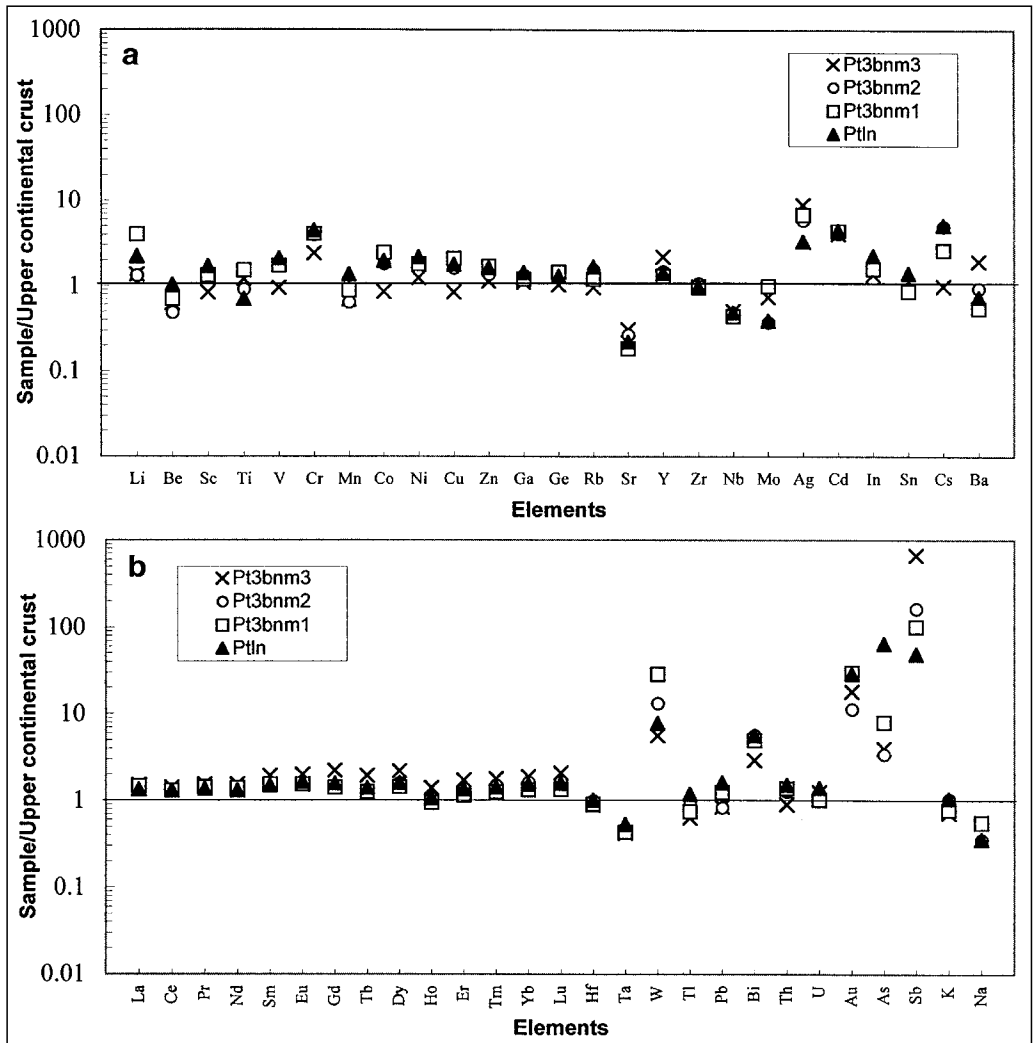 a
1000
100
10
1
0.1
0.01
Sample/Upper continental crust
Pt3bnm3
Pt3bnm2
Pt3bnm1
Ptln
Li Be Sc Ti V Cr Mn Co Ni Cu Zn Ga Ge Rb Sr Y Zr Nb Mo Ag Cd In Sn Cs Ba
Elements
b
1000
100
10
1
0.1
0.01
Sample/Upper continental crust
Pt3bnm3
Pt3bnm2
Pt3bnm1
Ptln
La Ce Pr Nd Sm Eu Gd Tb Dy Ho Er Tm Yb Lu Hf Ta W Tl Pb Bi Th U Au As Sb K Na
Elements